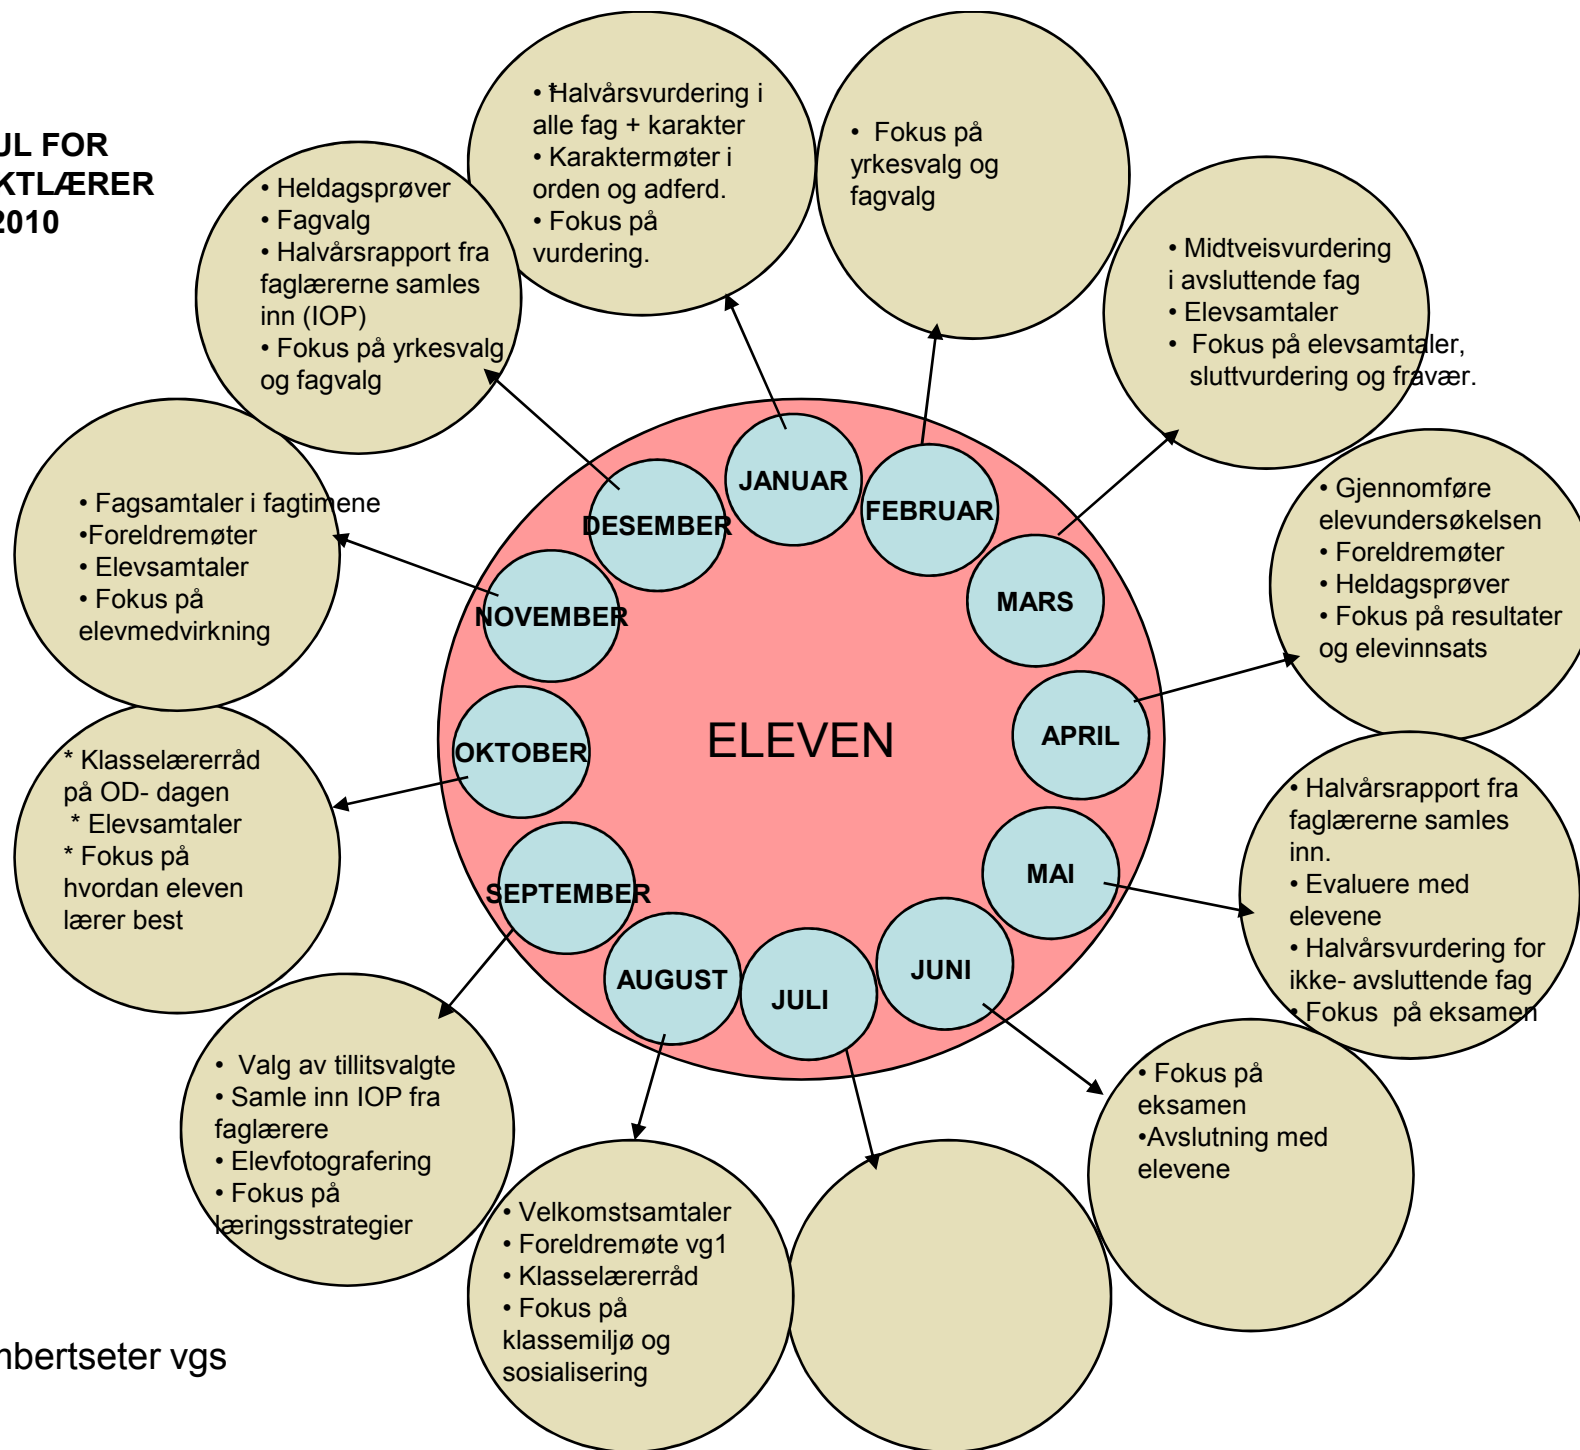 UL FOR
KTLÆRER
2010
• Halvårsvurdering i
alle fag + karakter
• Karaktermøter i
orden og adferd.
• Fokus på
vurdering.
• Fokus på
yrkesvalg og
fagvalg
• Midtveisvurdering
i avsluttende fag
• Elevsamtaler
• Fokus på elevsamtaler,
sluttvurdering og fravær.
• Gjennomføre
elevundersøkelsen
• Foreldremøter
• Heldagsprøver
• Fokus på resultater
og elevinnsats
• Halvårsrapport fra
faglærerne samles
inn.
• Evaluere med
elevene
• Halvårsvurdering for
ikke- avsluttende fag
• Fokus på eksamen
• Fokus på
eksamen
•Avslutning med
elevene
• Velkomstsamtaler
• Foreldremøte vg1
• Klasselærerråd
• Fokus på
klassemiljø og
sosialisering
• Valg av tillitsvalgte
• Samle inn IOP fra
faglærere
• Elevfotografering
• Fokus på
læringsstrategier
* Klasselærerråd
på OD- dagen
* Elevsamtaler
* Fokus på
hvordan eleven
lærer best
• Fagsamtaler i fagtimene
•Foreldremøter
• Elevsamtaler
• Fokus på
elevmedvirkning
• Heldagsprøver
• Fagvalg
• Halvårsrapport fra
faglærerne samles
inn (IOP)
• Fokus på yrkesvalg
og fagvalg
JANUAR
FEBRUAR
MARS
APRIL
MAI
JUNI
JULI
AUGUST
SEPTEMBER
OKTOBER
NOVEMBER
DESEMBER
ELEVEN
mbertseter vgs